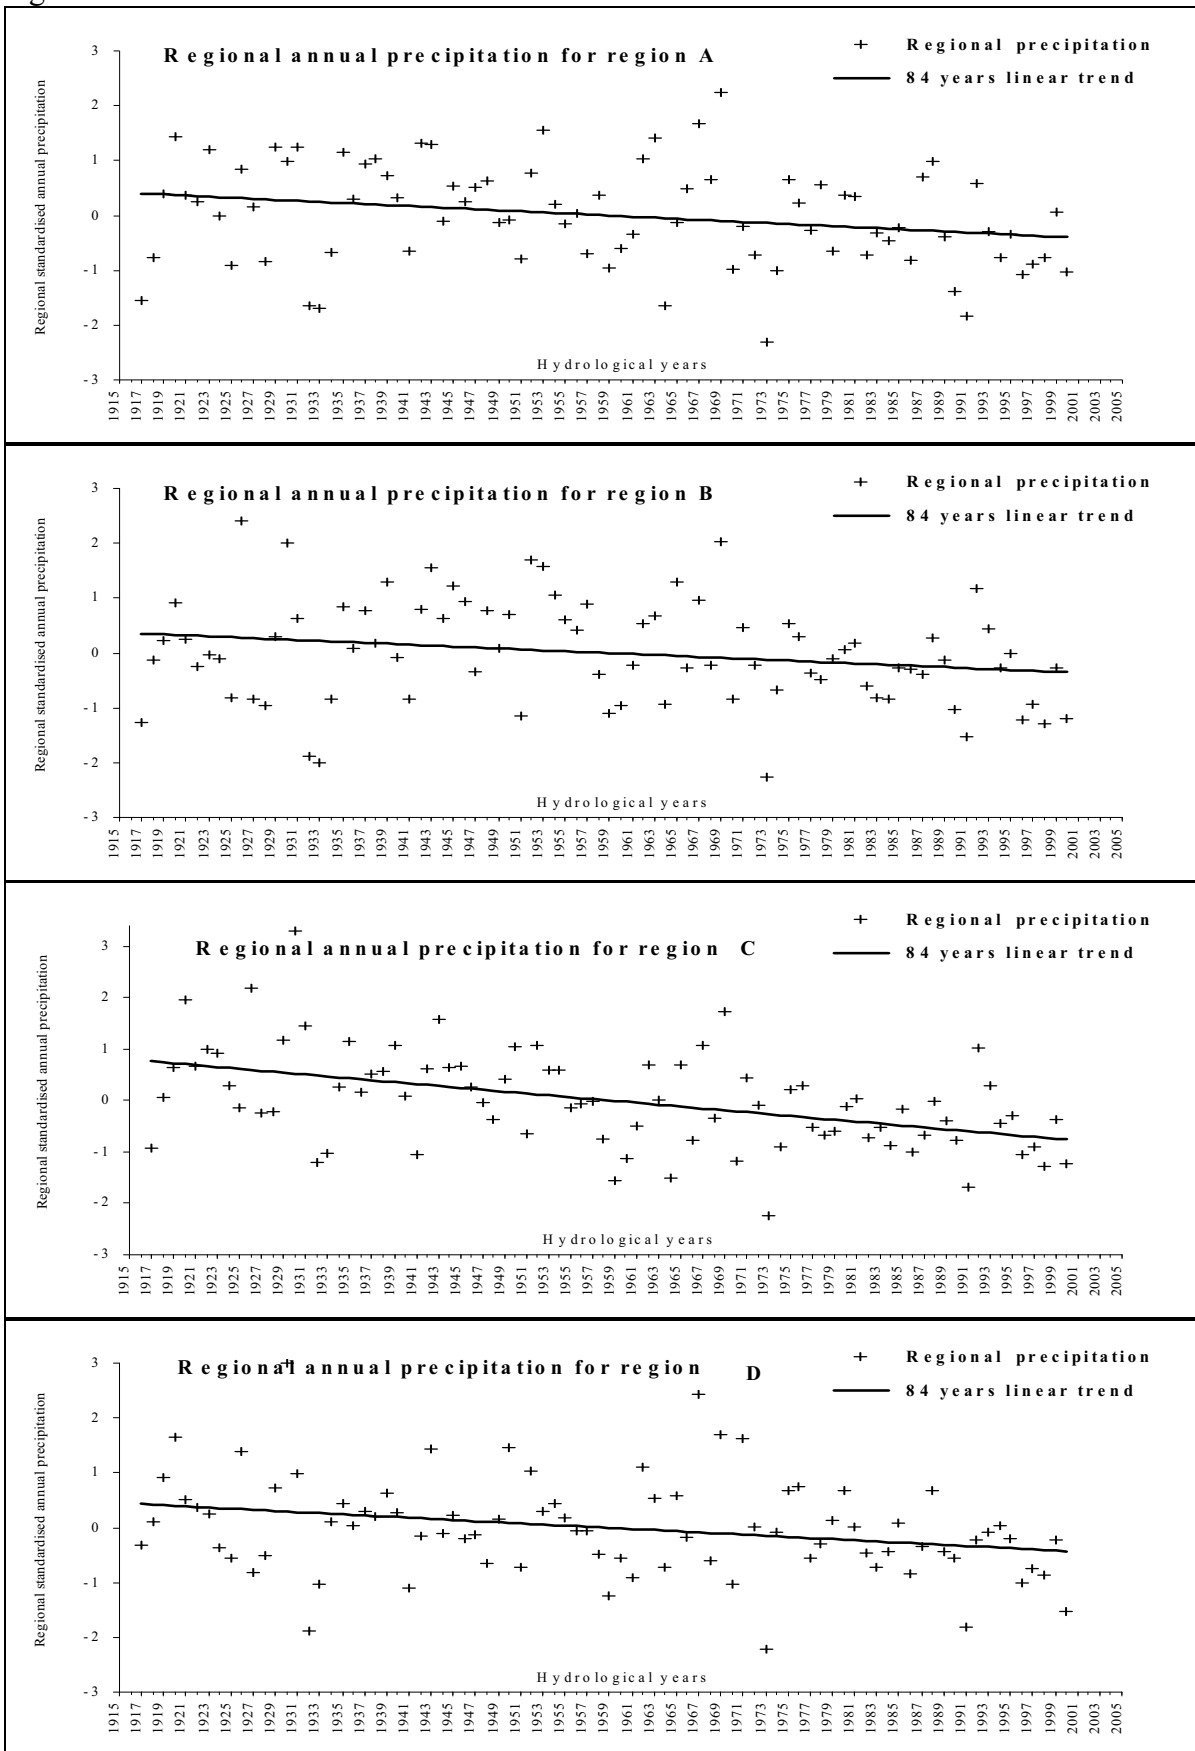 g
Regional annual precipitation for region A
Regional precipitation
84 years linear trend
Regional standardised annual precipitation
3
2
1
0
-1
-2
-3
Hydrological years
1915 1917 1919 1921 1923 1925 1927 1929 1931 1933 1935 1937 1939 1941 1943 1945 1947 1949 1951 1953 1955 1957 1959 1961 1963 1965 1967 1969 1971 1973 1975 1977 1979 1981 1983 1985 1987 1989 1991 1993 1995 1997 1999 2001 2003 2005
Regional annual precipitation for region B
Regional precipitation
84 years linear trend
Regional standardised annual precipitation
3
2
1
0
-1
-2
-3
Hydrological years
1915 1917 1919 1921 1923 1925 1927 1929 1931 1933 1935 1937 1939 1941 1943 1945 1947 1949 1951 1953 1955 1957 1959 1961 1963 1965 1967 1969 1971 1973 1975 1977 1979 1981 1983 1985 1987 1989 1991 1993 1995 1997 1999 2001 2003 2005
Regional annual precipitation for region C
Regional precipitation
84 years linear trend
Regional standardised annual precipitation
3
2
1
0
-1
-2
-3
Hydrological years
1915 1917 1919 1921 1923 1925 1927 1929 1931 1933 1935 1937 1939 1941 1943 1945 1947 1949 1951 1953 1955 1957 1959 1961 1963 1965 1967 1969 1971 1973 1975 1977 1979 1981 1983 1985 1987 1989 1991 1993 1995 1997 1999 2001 2003 2005
Regional annual precipitation for region D
Regional precipitation
84 years linear trend
Regional standardised annual precipitation
3
2
1
0
-1
-2
-3
Hydrological years
1915 1917 1919 1921 1923 1925 1927 1929 1931 1933 1935 1937 1939 1941 1943 1945 1947 1949 1951 1953 1955 1957 1959 1961 1963 1965 1967 1969 1971 1973 1975 1977 1979 1981 1983 1985 1987 1989 1991 1993 1995 1997 1999 2001 2003 2005